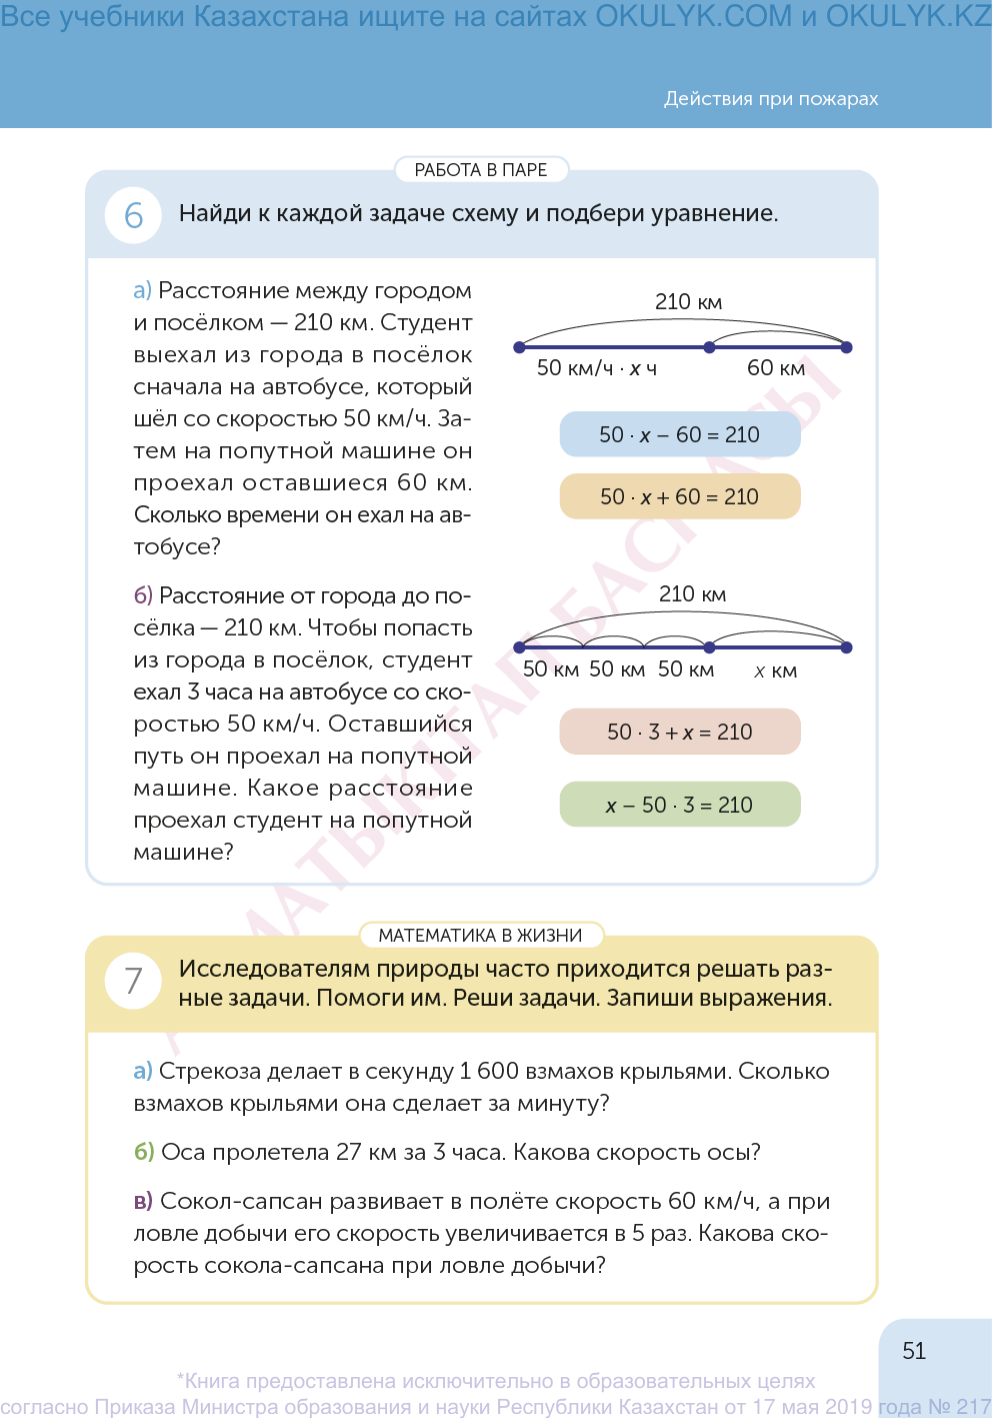 Все учебники Казахстана ищите на сайтах OKULYK.COM и OKULYK.KZ
Действия при пожарах
РАБОТА В ПАРЕ
6
Найди к каждой задаче схему и подбери уравнение.
а) Расстояние между городом
и посёлком — 210 км. Студент
выехал из города в посёлок
сначала на автобусе, который
шёл со скоростью 50 км/ч. За-
тем на попутной машине он
проехал оставшиеся 60 км.
Сколько времени он ехал на ав-
тобусе?
210 км
50 км/ч · х ч 60 км
50 · х – 60 = 210
50 · х + 60 = 210
б) Расстояние от города до по-
сёлка — 210 км. Чтобы попасть
из города в посёлок, студент
ехал 3 часа на автобусе со ско-
ростью 50 км/ч. Оставшийся
путь он проехал на попутной
машине. Какое расстояние
проехал студент на попутной
машине?
210 км
50 км 50 км 50 км х км
50 · 3 + х = 210
х – 50 · 3 = 210
МАТЕМАТИКА В ЖИЗНИ
7
Исследователям природы часто приходится решать раз-
ные задачи. Помоги им. Реши задачи. Запиши выражения.
а) Стрекоза делает в секунду 1 600 взмахов крыльями. Сколько
взмахов крыльями она сделает за минуту?
б) Оса пролетела 27 км за 3 часа. Какова скорость осы?
в) Сокол-сапсан развивает в полёте скорость 60 км/ч, а при
ловле добычи его скорость увеличивается в 5 раз. Какова ско-
рость сокола-сапсана при ловле добычи?
51
*Книга предоставлена исключительно в образовательных целях
согласно Приказа Министра образования и науки Республики Казахстан от 17 мая 2019 года № 217